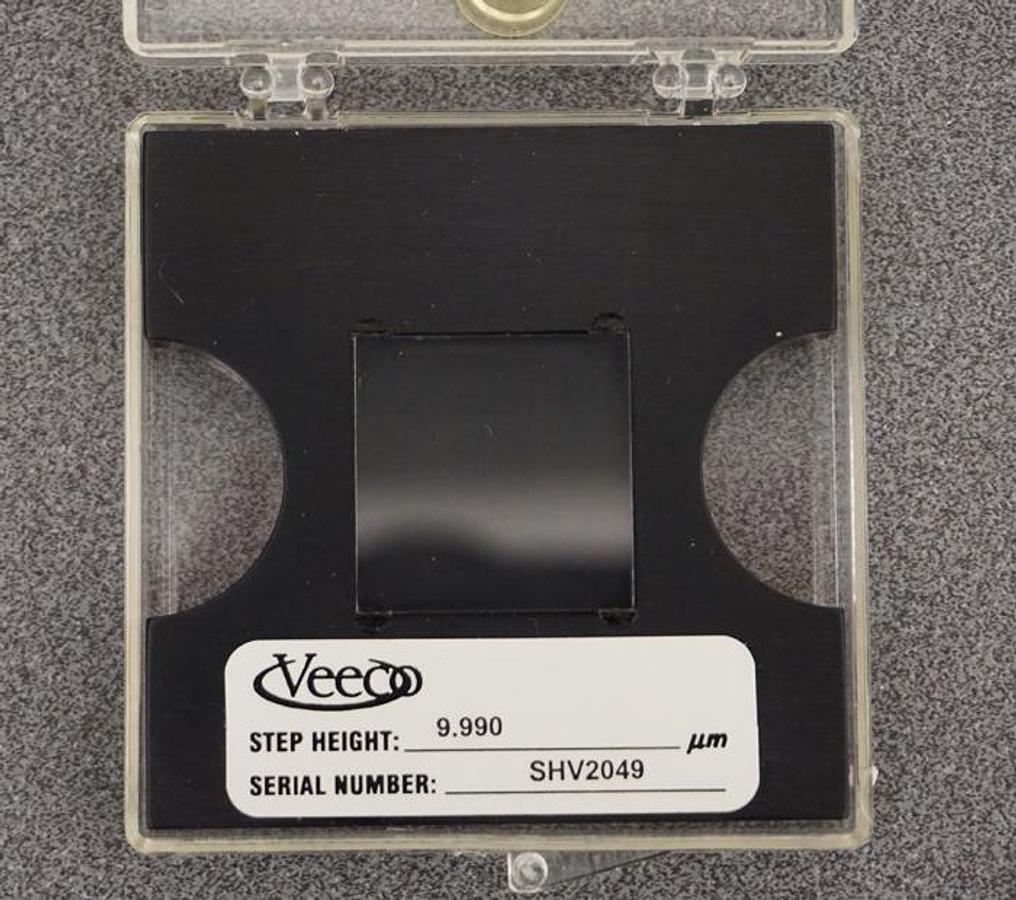 Veeco
STEP HEIGHT: 9.990 µm
SERIAL NUMBER: SHV2049